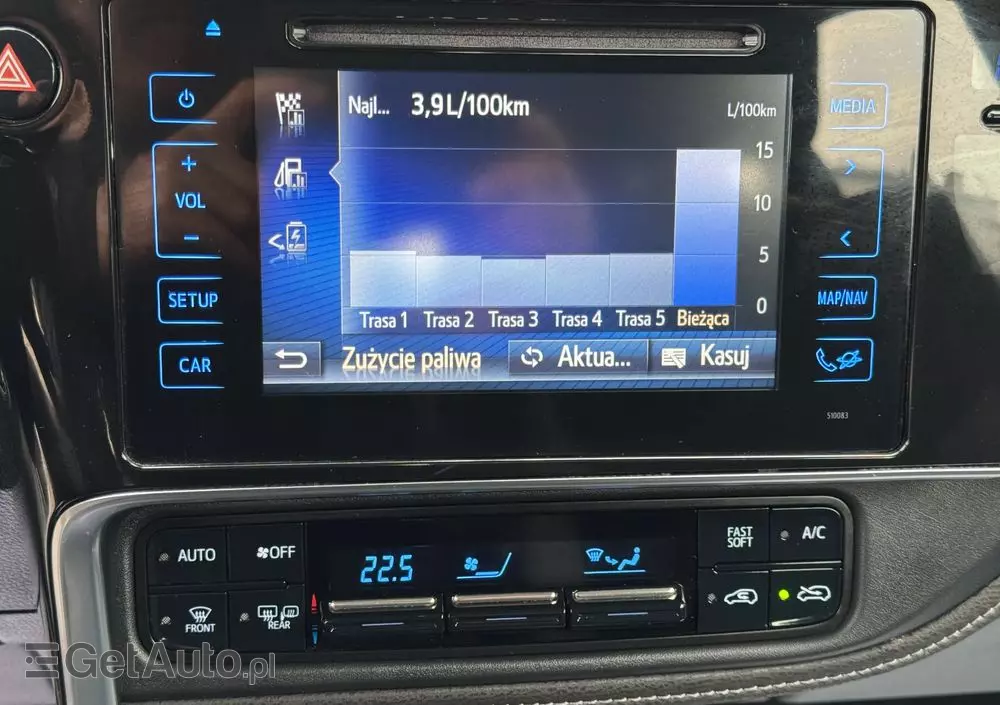 Najl... 3,9 L/100km
L/100km
15
10
5
0
Trasa 1 Trasa 2 Trasa 3 Trasa 4 Trasa 5 Bieżąca
Zużycie paliwa Aktua... Kasuj
VOL
SETUP
CAR
MEDIA
MAP/NAV
510083
AUTO
OFF
FRONT
REAR
22.5
FAST
SOFT
A/C
GetAuto.pl